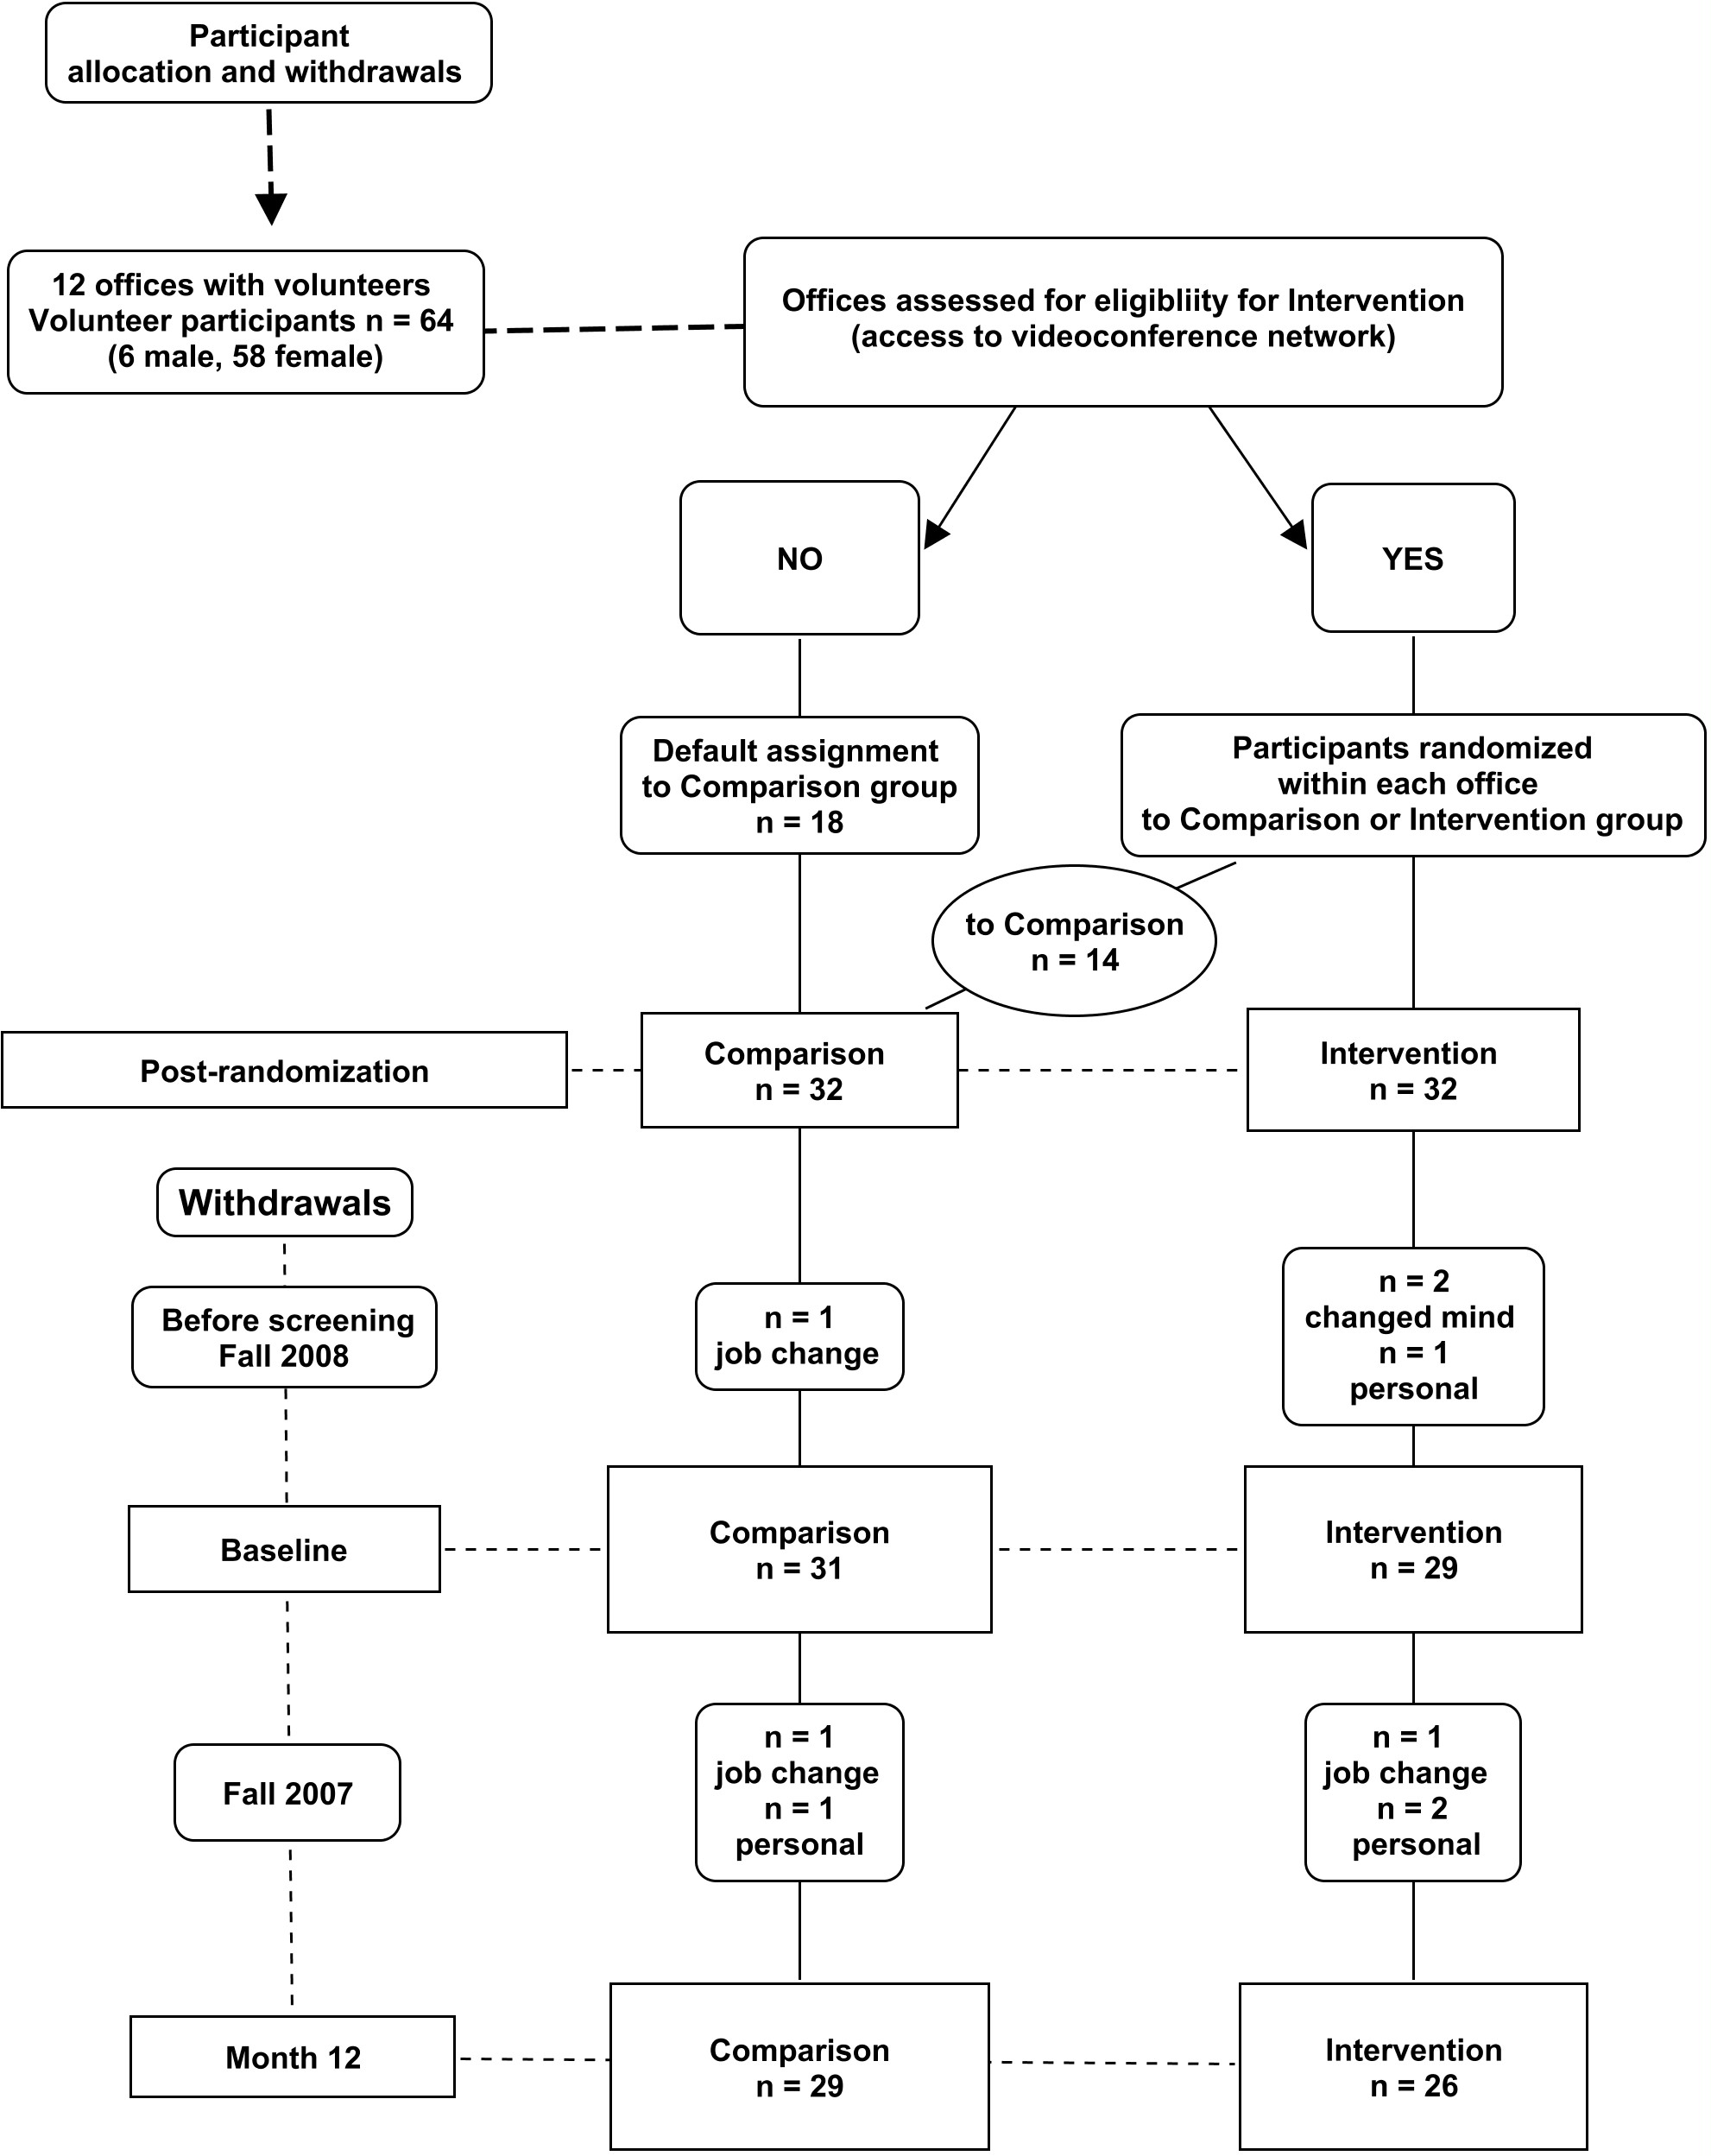 Participant
allocation and withdrawals
12 offices with volunteers
Volunteer participants n = 64
(6 male, 58 female)
Offices assessed for eligibliity for Intervention
(access to videoconference network)
NO
YES
Default assignment
to Comparison group
n = 18
Participants randomized
within each office
to Comparison or Intervention group
to Comparison
n = 14
Post-randomization
Comparison
n = 32
Intervention
n = 32
Withdrawals
Before screening
Fall 2008
n = 1
job change
n = 2
changed mind
n = 1
personal
Baseline
Comparison
n = 31
Intervention
n = 29
Fall 2007
n = 1
job change
n = 1
personal
n = 1
job change
n = 2
personal
Month 12
Comparison
n = 29
Intervention
n = 26